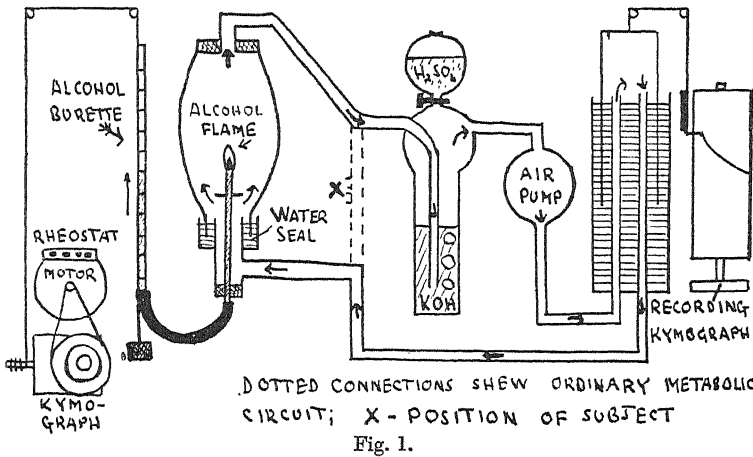 ALCOHOL
BURETTE
ALCOHOL
FLAME
H2SO4
AIR
PUMP
X
WATER
SEAL
RHEOSTAT
MOTOR
KOH
RECORDING
KYMOGRAPH
KYMO-
GRAPH
DOTTED CONNECTIONS SHEW ORDINARY METABOLIC
CIRCUIT; X-POSITION OF SUBJECT
Fig. 1.